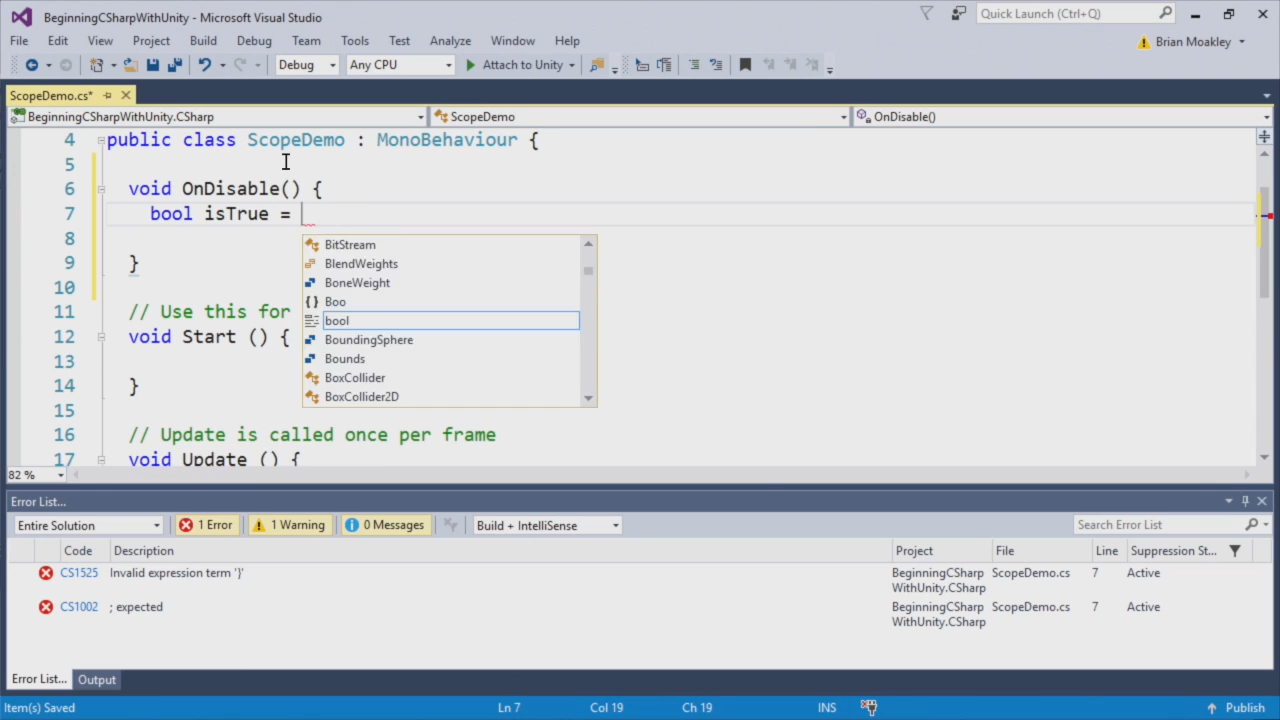 BeginningCSharpWithUnity - Microsoft Visual Studio
Quick Launch (Ctrl+Q)
File Edit View Project Build Debug Team Tools Test Analyze Window Help
Brian Moakley
Debug Any CPU Attach to Unity
ScopeDemo.cs*
BeginningCSharpWithUnity.CSharp ScopeDemo OnDisable()
4 public class ScopeDemo : MonoBehaviour {
5
6 void OnDisable() {
7 bool isTrue =
8
9 }
10
11 // Use this for
12 void Start () {
13
14 }
15
16 // Update is called once per frame
17 void Update () {
BitStream
BlendWeights
BoneWeight
{ } Boo
bool
BoundingSphere
Bounds
BoxCollider
BoxCollider2D
82 %
Error List...
Entire Solution 1 Error 1 Warning 0 Messages Build + IntelliSense Search Error List
Code Description Project File Line Suppression St...
CS1525 Invalid expression term '}' BeginningCSharp ScopeDemo.cs 7 Active
WithUnity.CSharp
CS1002 ; expected BeginningCSharp ScopeDemo.cs 7 Active
WithUnity.CSharp
Error List... Output
Item(s) Saved Ln 7 Col 19 Ch 19 INS Publish